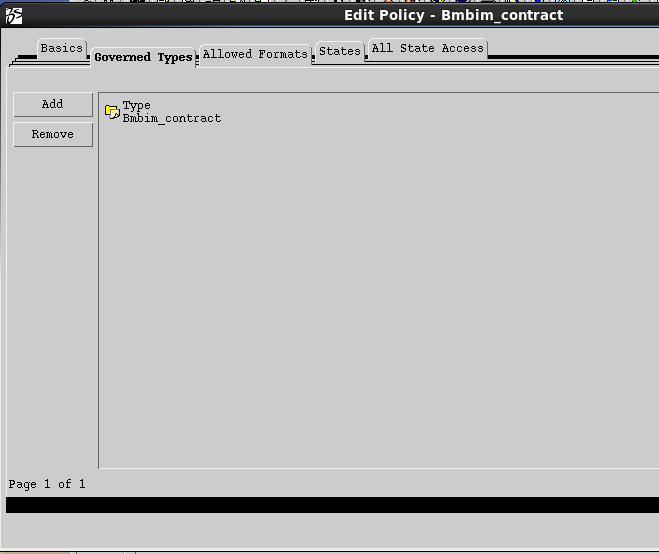 Edit Policy - Bmbim_contract
Basics
Governed Types
Allowed Formats
States
All State Access
Add
Remove
Type
Bmbim_contract
Page 1 of 1